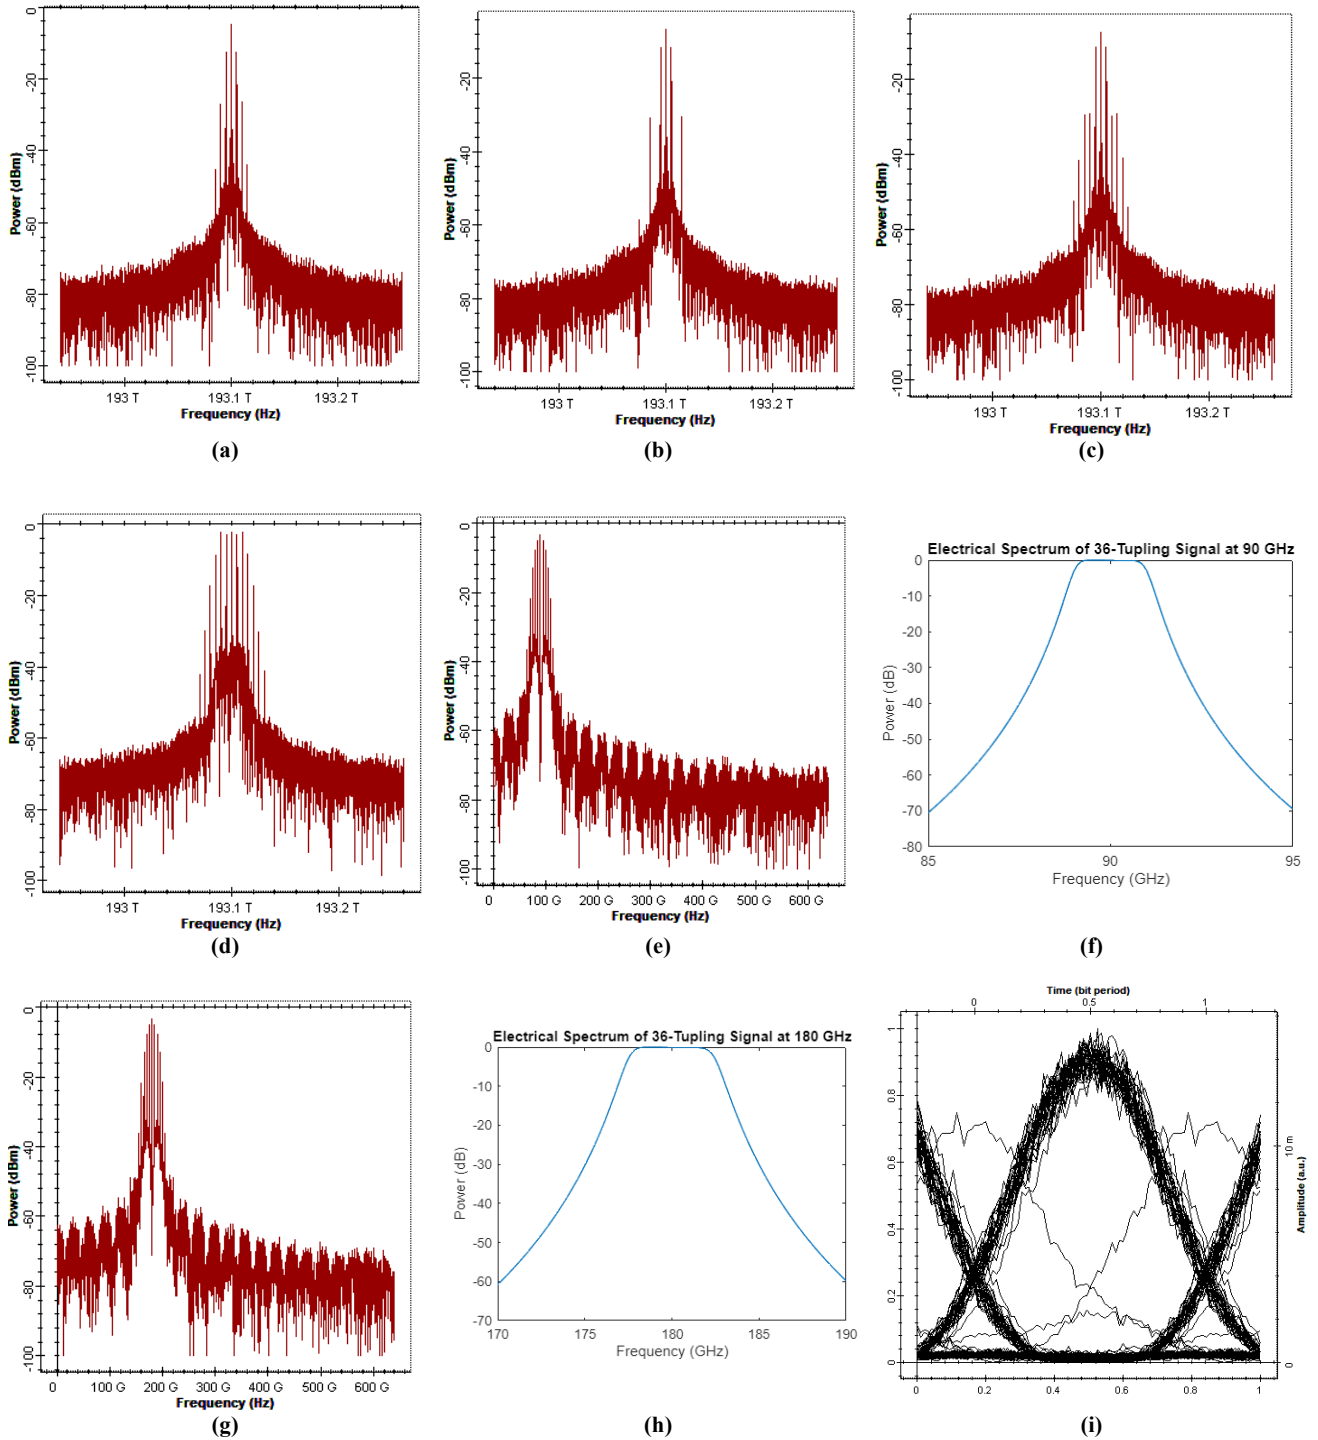 0
-20
-40
-60
-80
-100
Power (dBm)
193 T
193.1 T
193.2 T
Frequency (Hz)
(a)
-20
-40
-60
-80
-100
Power (dBm)
193 T
193.1 T
193.2 T
Frequency (Hz)
(b)
-20
-40
-60
-80
-100
Power (dBm)
193 T
193.1 T
193.2 T
Frequency (Hz)
(c)
0
-20
-40
-60
-80
-100
Power (dBm)
193 T
193.1 T
193.2 T
Frequency (Hz)
(d)
0
-20
-40
-60
-80
-100
Power (dBm)
0
100 G
200 G
300 G
400 G
500 G
600 G
Frequency (Hz)
(e)
Electrical Spectrum of 36-Tupling Signal at 90 GHz
0
-10
-20
-30
-40
-50
-60
-70
-80
Power (dB)
85
90
95
Frequency (GHz)
(f)
0
-20
-40
-60
-80
-100
Power (dBm)
0
100 G
200 G
300 G
400 G
500 G
600 G
Frequency (Hz)
(g)
Electrical Spectrum of 36-Tupling Signal at 180 GHz
0
-10
-20
-30
-40
-50
-60
-70
Power (dB)
170
175
180
185
190
Frequency (GHz)
(h)
Time (bit period)
0
0.5
1
1
0.8
0.6
0.4
0.2
0
10 m
0
Amplitude (a.u.)
0
0.2
0.4
0.6
0.8
1
(i)